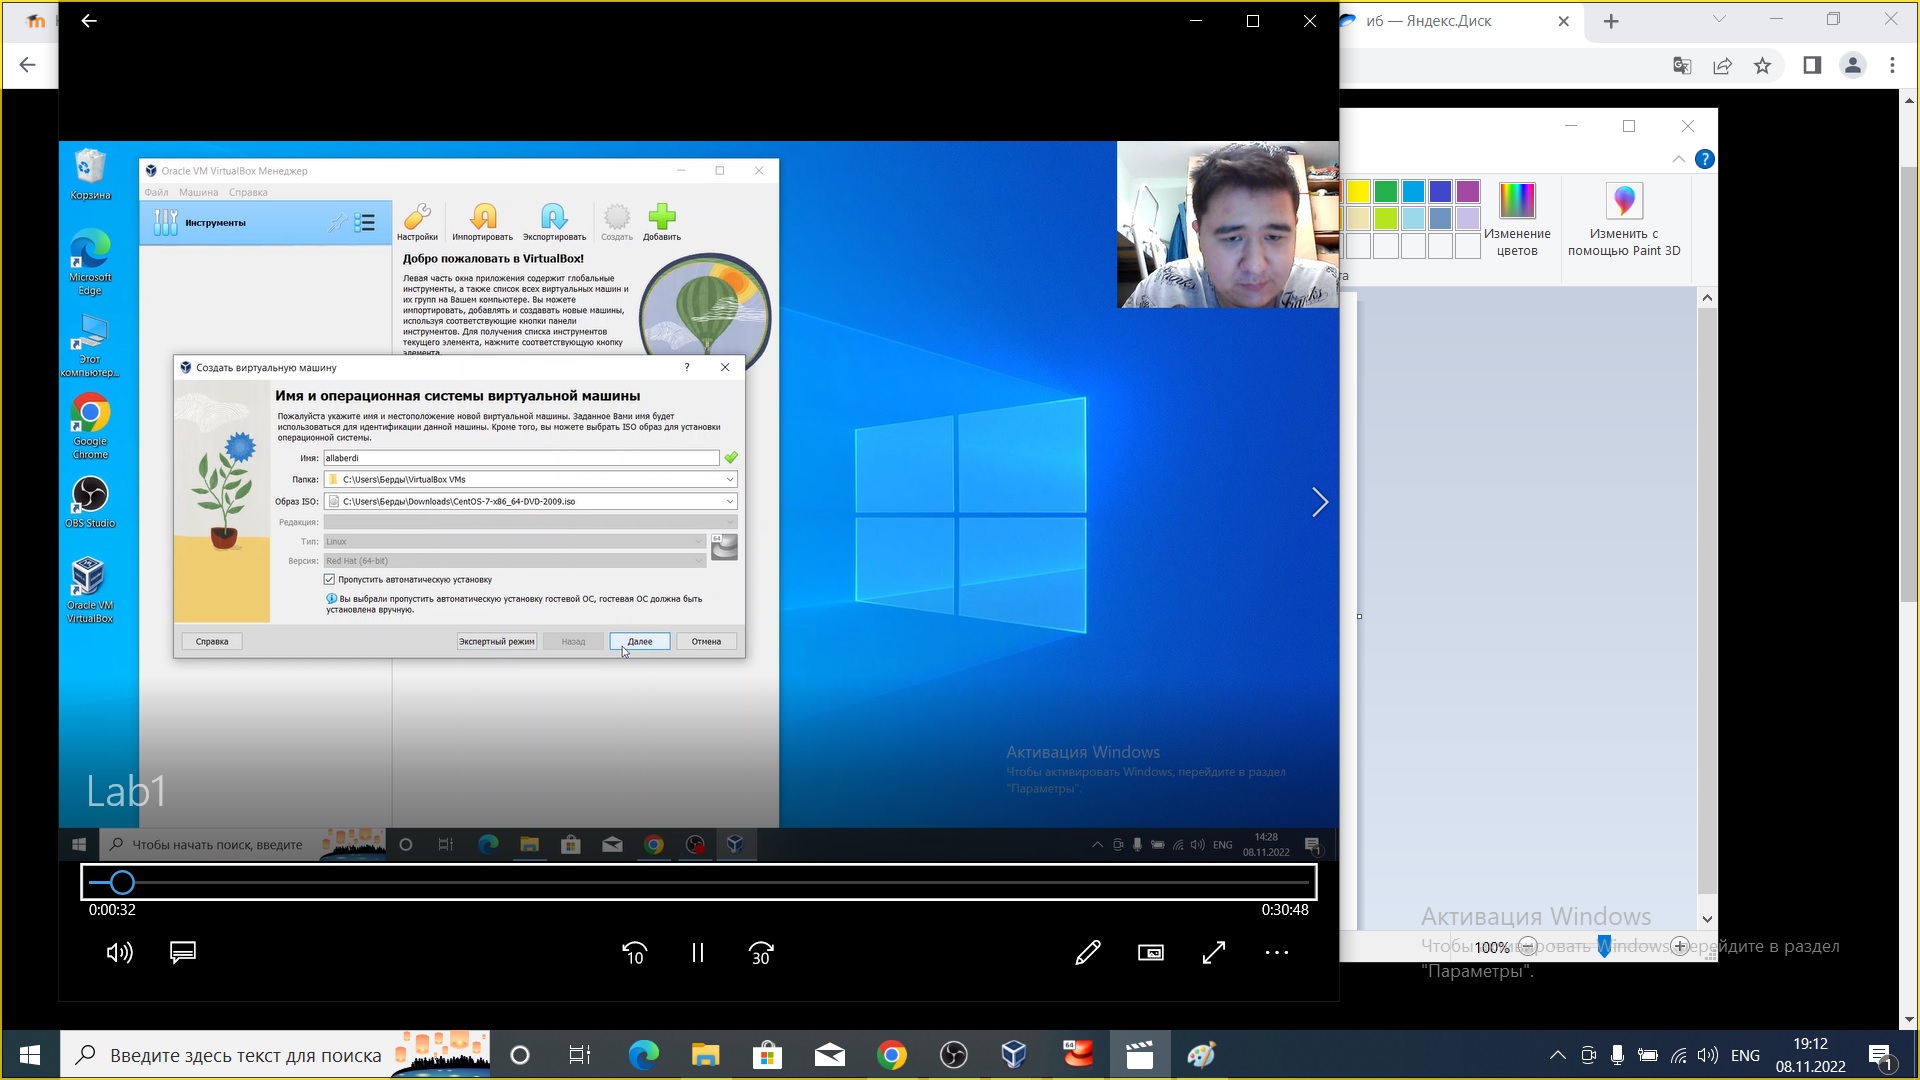 иб — Яндекс.Диск
Корзина
Microsoft Edge
Этот компьютер...
Google Chrome
OBS Studio
Oracle VM VirtualBox
Oracle VM VirtualBox Менеджер
Файл Машина Справка
Инструменты
Настройки Импортировать Экспортировать Создать Добавить
Добро пожаловать в VirtualBox!
Левая часть окна приложения содержит глобальные
инструменты, а также список всех виртуальных машин и
их групп на Вашем компьютере. Вы можете
импортировать, добавлять и создавать новые машины,
используя соответствующие кнопки панели
инструментов. Для получения списка инструментов
текущего элемента, нажмите соответствующую кнопку
элемента.
Создать виртуальную машину
?
Имя и операционная системы виртуальной машины
Пожалуйста укажите имя и местоположение новой виртуальной машины. Заданное Вами имя будет
использоваться для идентификации данной машины. Кроме того, вы можете выбрать ISO образ для установки
операционной системы.
Имя: allaberdi
Папка: C:\Users\Берды\VirtualBox VMs
Образ ISO: C:\Users\Берды\Downloads\CentOS-7-x86_64-DVD-2009.iso
Редакция:
Тип: Linux
64
Версия: Red Hat (64-bit)
Пропустить автоматическую установку
Вы выбрали пропустить автоматическую установку гостевой ОС, гостевая ОС должна быть
установлена вручную.
Справка Экспертный режим Назад Далее Отмена
Активация Windows
Чтобы активировать Windows, перейдите в раздел
"Параметры".
Lab1
Чтобы начать поиск, введите
ENG
14:28
08.11.2022
1
0:00:32 0:30:48
10 30
?
Изменение цветов
Изменить с помощью Paint 3D
та
100%
Активация Windows
Чтобы активировать Windows, перейдите в раздел
"Параметры".
Введите здесь текст для поиска
64
ENG
19:12
08.11.2022
1